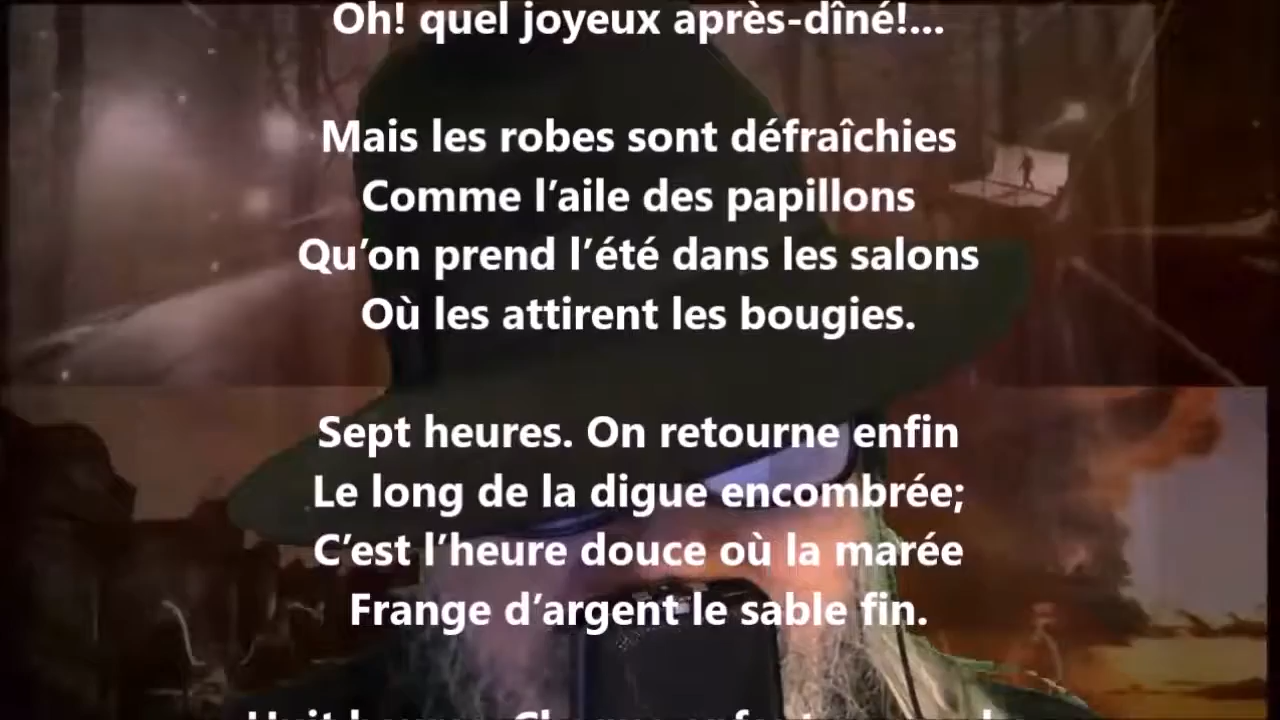 Oh! quel joyeux après-dîné!...
Mais les robes sont défraîchies
Comme l’aile des papillons
Qu’on prend l’été dans les salons
Où les attirent les bougies.
Sept heures. On retourne enfin
Le long de la digue encombrée;
C’est l’heure douce où la marée
Frange d’argent le sable fin.